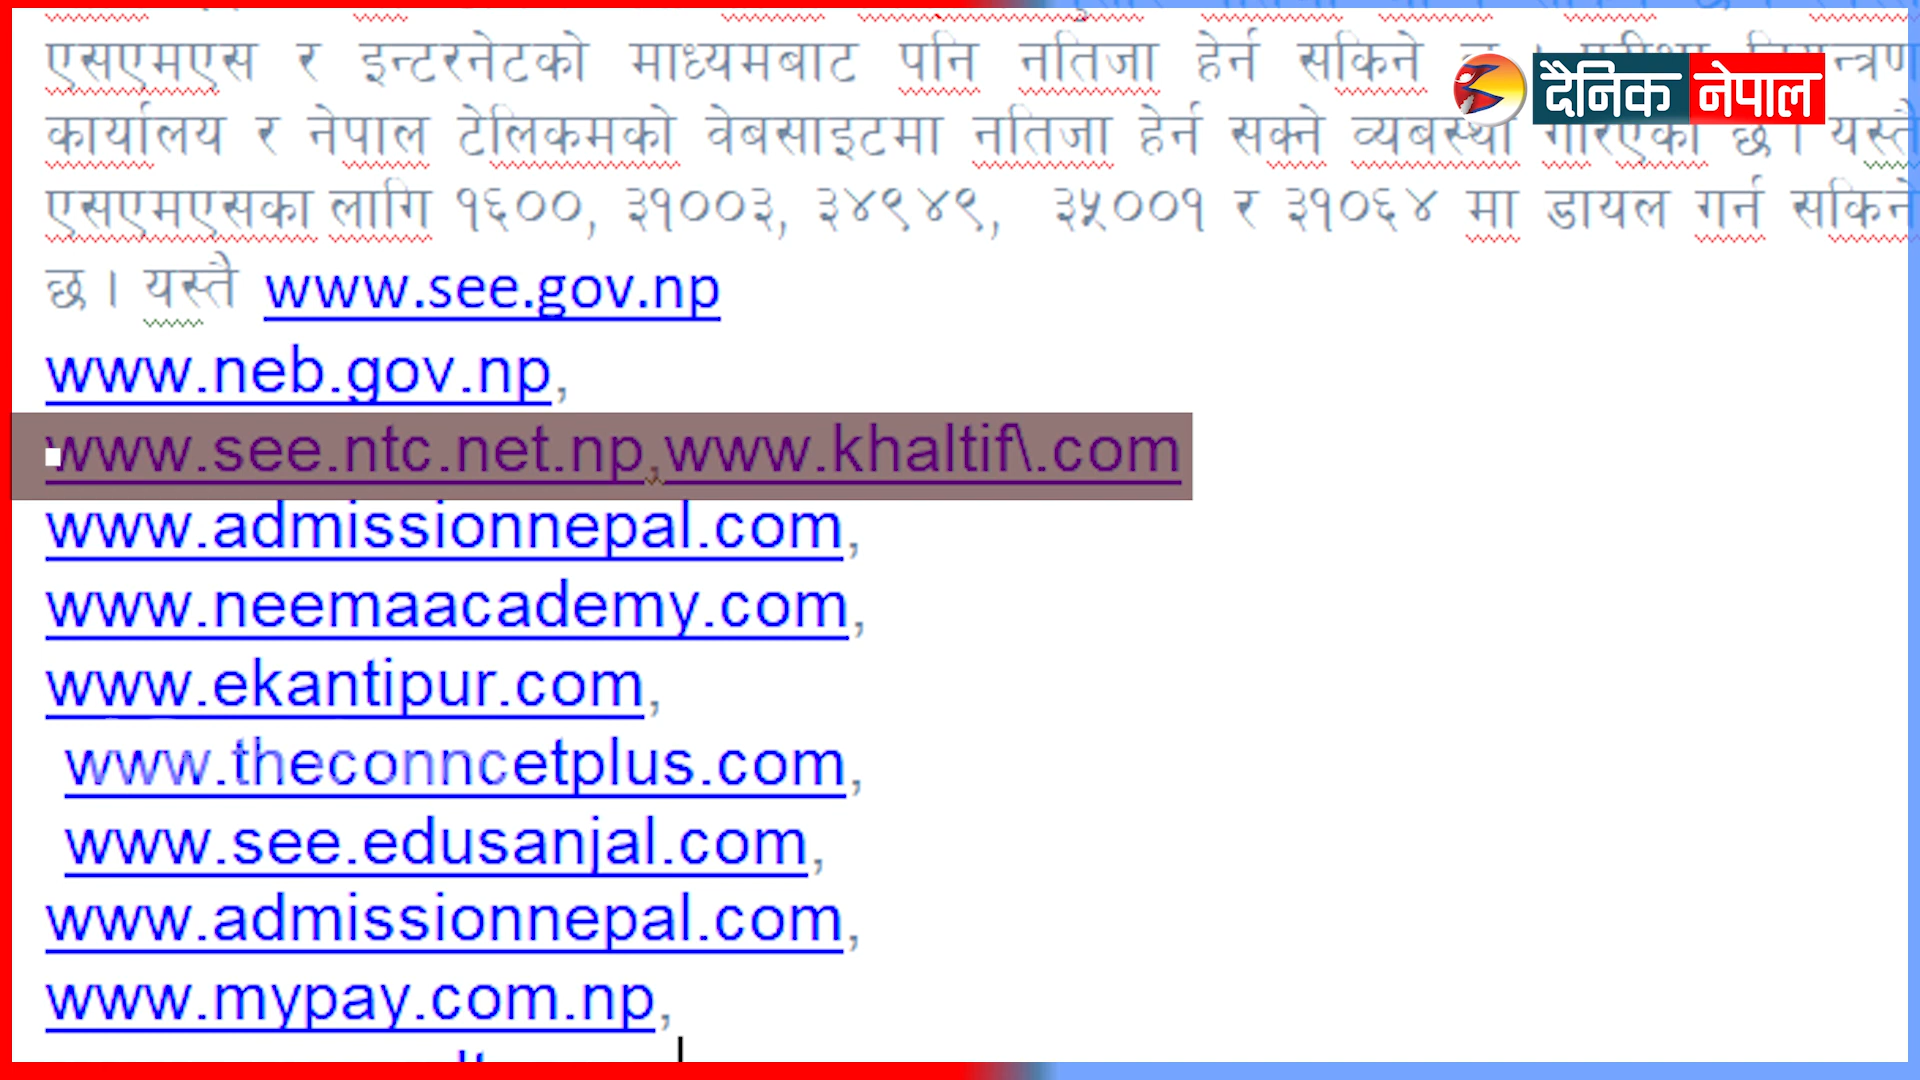 एसएमएस र इन्टरनेटको माध्यमबाट पनि नतिजा हेर्न सकिने
दैनिक नेपाल
कार्यालय र नेपाल टेलिकमको वेबसाइटमा नतिजा हेर्न सक्ने व्यबस्था गरिएको छ । यस्तै
एसएमएसका लागि १६००, ३१००३, ३४९४९, ३५००१ र ३१०६४ मा डायल गर्न सकिने
छ । यस्तै www.see.gov.np
www.neb.gov.np,
www.see.ntc.net.np,www.khaltif\.com
www.admissionnepal.com,
www.neemaacademy.com,
www.ekantipur.com,
www.theconncetplus.com,
www.see.edusanjal.com,
www.admissionnepal.com,
www.mypay.com.np,